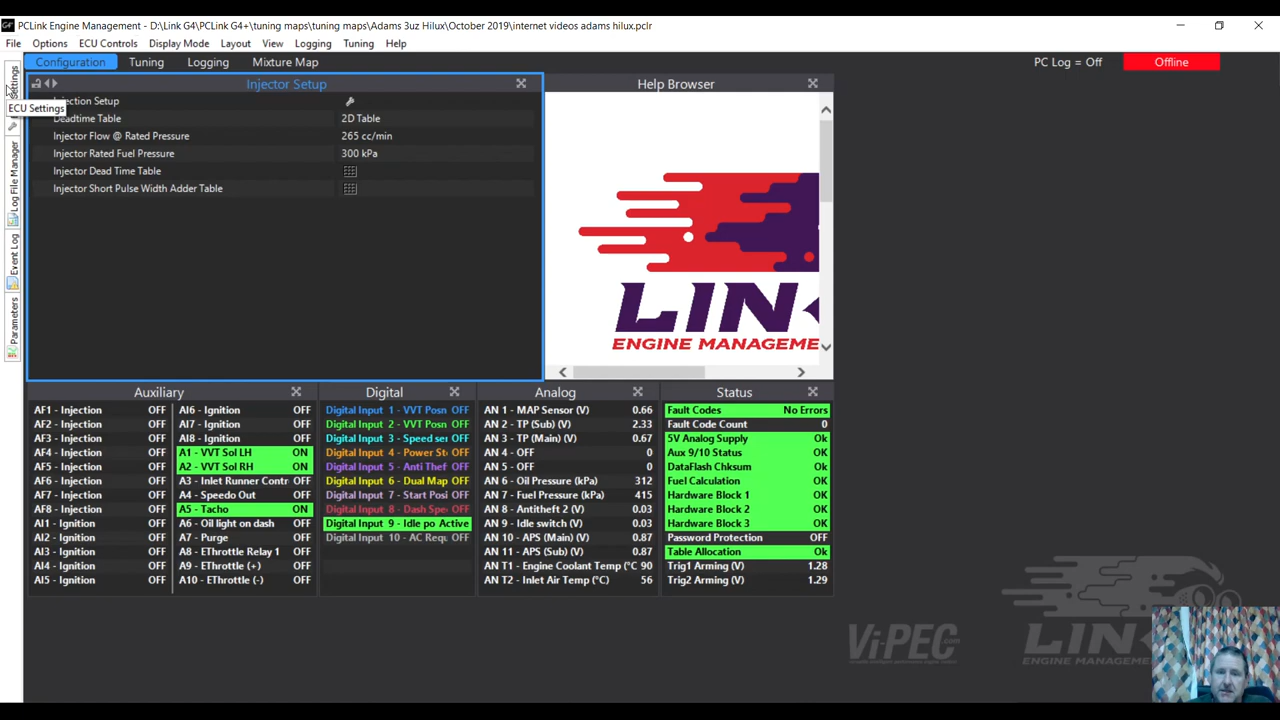 PCLink Engine Management - D:\Link G4\PCLink G4+\tuning maps\tuning maps\Adams 3uz Hilux\October 2019\internet videos adams hilux.pclr
File Options ECU Controls Display Mode Layout View Logging Tuning Help
Configuration Tuning Logging Mixture Map PC Log = Off Offline
ECU Settings
Log File Manager
Event Log
Parameters
Injector Setup
Deadtime Table 2D Table
Injector Flow @ Rated Pressure 265 cc/min
Injector Rated Fuel Pressure 300 kPa
Injector Dead Time Table
Injector Short Pulse Width Adder Table
Help Browser
LINK
ENGINE MANAGEME
Auxiliary
AF1 - Injection OFF
AF2 - Injection OFF
AF3 - Injection OFF
AF4 - Injection OFF
AF5 - Injection OFF
AF6 - Injection OFF
AF7 - Injection OFF
AF8 - Injection OFF
AI1 - Ignition OFF
AI2 - Ignition OFF
AI3 - Ignition OFF
AI4 - Ignition OFF
AI5 - Ignition OFF
AI6 - Ignition OFF
AI7 - Ignition OFF
AI8 - Ignition OFF
A1 - VVT Sol LH ON
A2 - VVT Sol RH ON
A3 - Inlet Runner Contr OFF
A4 - Speedo Out OFF
A5 - Tacho ON
A6 - Oil light on dash OFF
A7 - Purge OFF
A8 - EThrottle Relay 1 OFF
A9 - EThrottle (+) OFF
A10 - EThrottle (-) OFF
Digital
Digital Input 1 - VVT Posn OFF
Digital Input 2 - VVT Posn OFF
Digital Input 3 - Speed ser OFF
Digital Input 4 - Power St OFF
Digital Input 5 - Anti Thef OFF
Digital Input 6 - Dual Map OFF
Digital Input 7 - Start Posi OFF
Digital Input 8 - Dash Spe OFF
Digital Input 9 - Idle po Active
Digital Input 10 - AC Requ OFF
Analog
AN 1 - MAP Sensor (V) 0.66
AN 2 - TP (Sub) (V) 2.33
AN 3 - TP (Main) (V) 0.67
AN 4 - OFF 0
AN 5 - OFF 0
AN 6 - Oil Pressure (kPa) 312
AN 7 - Fuel Pressure (kPa) 415
AN 8 - Antitheft 2 (V) 0.03
AN 9 - Idle switch (V) 0.03
AN 10 - APS (Main) (V) 0.87
AN 11 - APS (Sub) (V) 0.87
AN T1 - Engine Coolant Temp (°C 90
AN T2 - Inlet Air Temp (°C) 56
Status
Fault Codes No Errors
Fault Code Count 0
5V Analog Supply Ok
Aux 9/10 Status OK
DataFlash Chksum OK
Fuel Calculation OK
Hardware Block 1 OK
Hardware Block 2 OK
Hardware Block 3 OK
Password Protection OFF
Table Allocation Ok
Trig1 Arming (V) 1.28
Trig2 Arming (V) 1.29
Vi-PEC.com
LINK
ENGINE MANAGEMENT